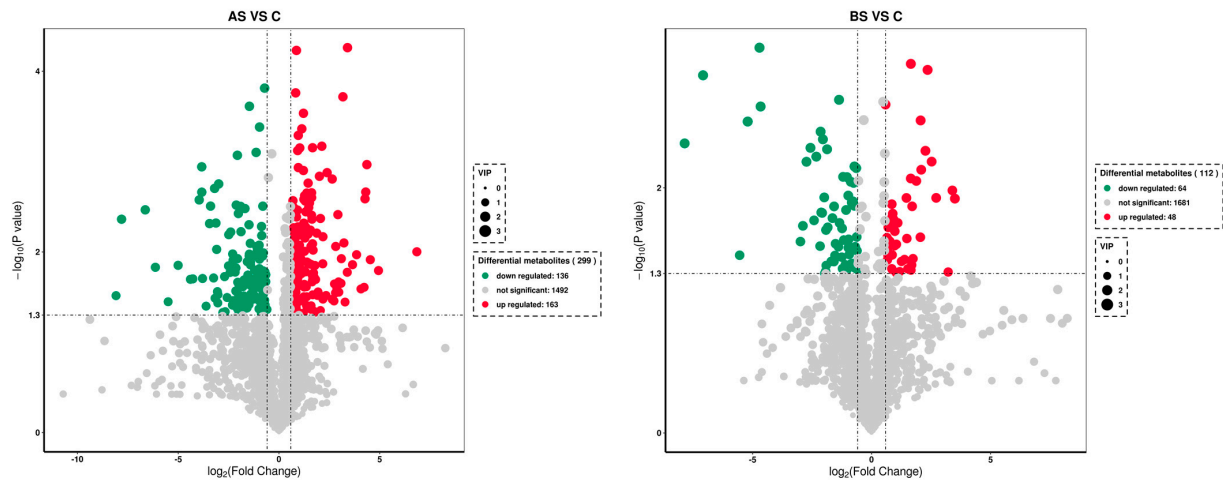 AS VS C
−log₁₀(P value)
4
2
1.3
0
-10
-5
0
5
log₂(Fold Change)
VIP
0
1
2
3
Differential metabolites ( 299 )
down regulated: 136
not significant: 1492
up regulated: 163
BS VS C
−log₁₀(P value)
2
1.3
0
-5
0
5
log₂(Fold Change)
Differential metabolites ( 112 )
down regulated: 64
not significant: 1681
up regulated: 48
VIP
0
1
2
3